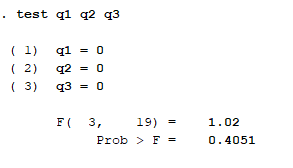 . test q1 q2 q3
( 1) q1 = 0
( 2) q2 = 0
( 3) q3 = 0
F( 3, 19) = 1.02
Prob > F = 0.4051